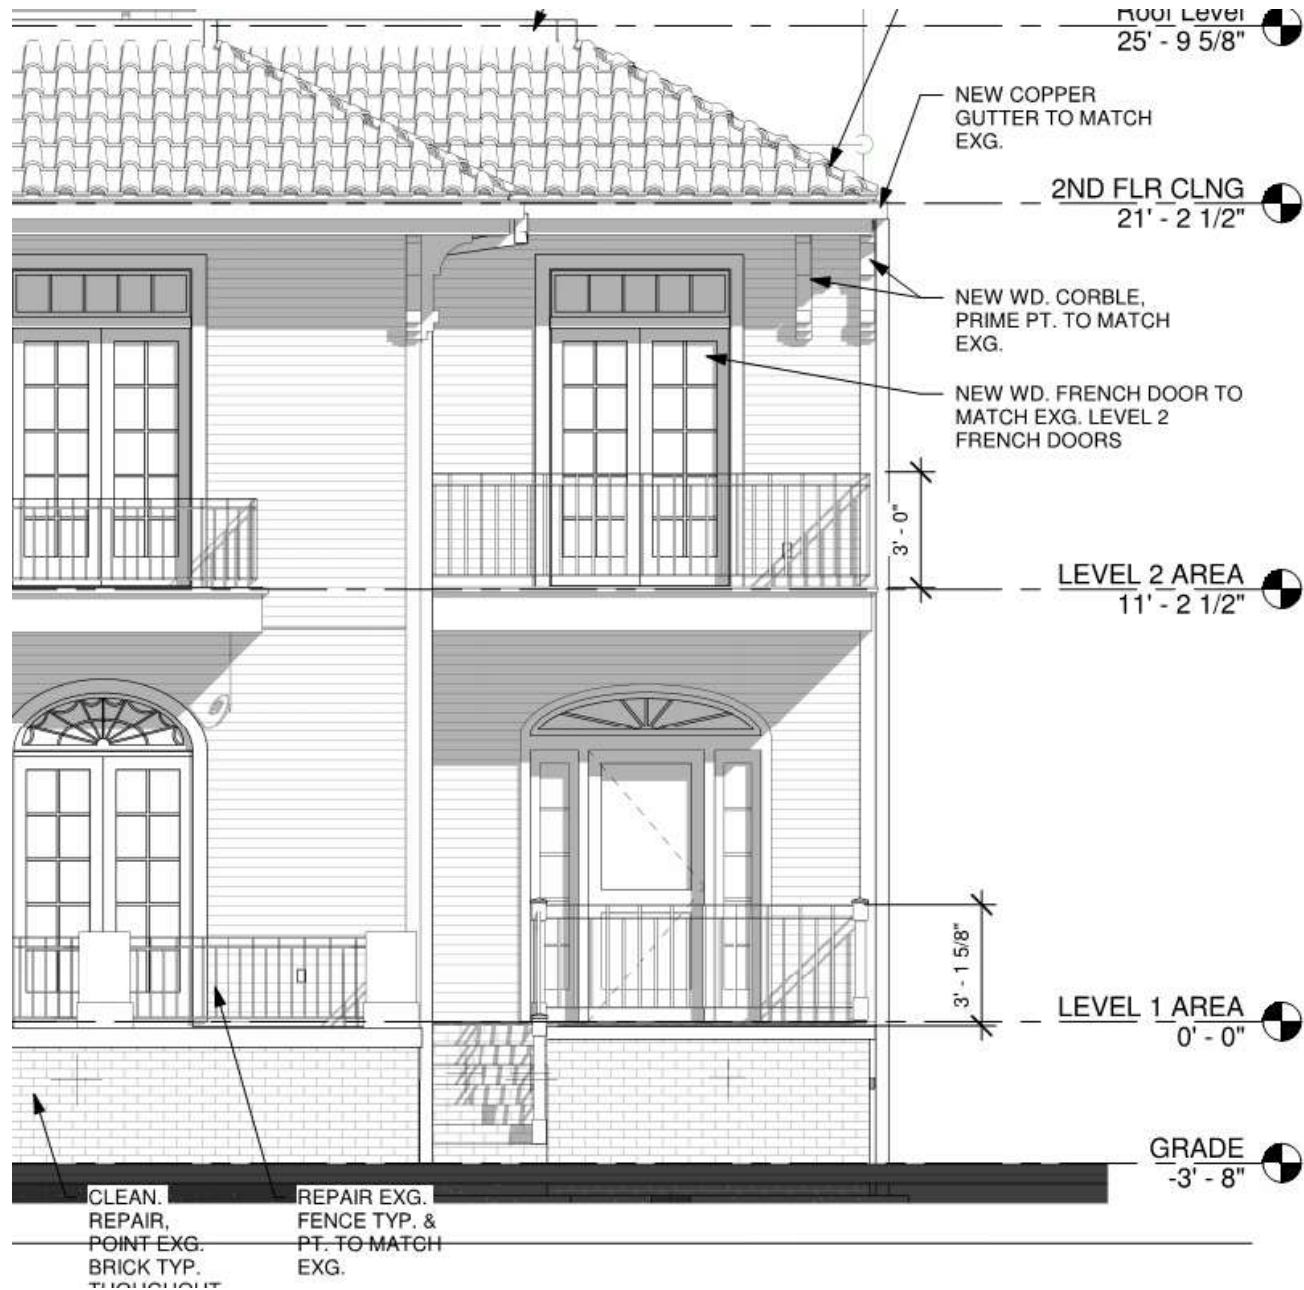 Roof Level
25' - 9 5/8"
NEW COPPER
GUTTER TO MATCH
EXG.
2ND FLR CLNG
21' - 2 1/2"
NEW WD. CORBLE,
PRIME PT. TO MATCH
EXG.
NEW WD. FRENCH DOOR TO
MATCH EXG. LEVEL 2
FRENCH DOORS
3' - 0"
LEVEL 2 AREA
11' - 2 1/2"
3' - 1 5/8"
LEVEL 1 AREA
0' - 0"
GRADE
-3' - 8"
CLEAN.
REPAIR,
POINT EXG.
BRICK TYP.
THOUGHOUT
REPAIR EXG.
FENCE TYP. &
PT. TO MATCH
EXG.